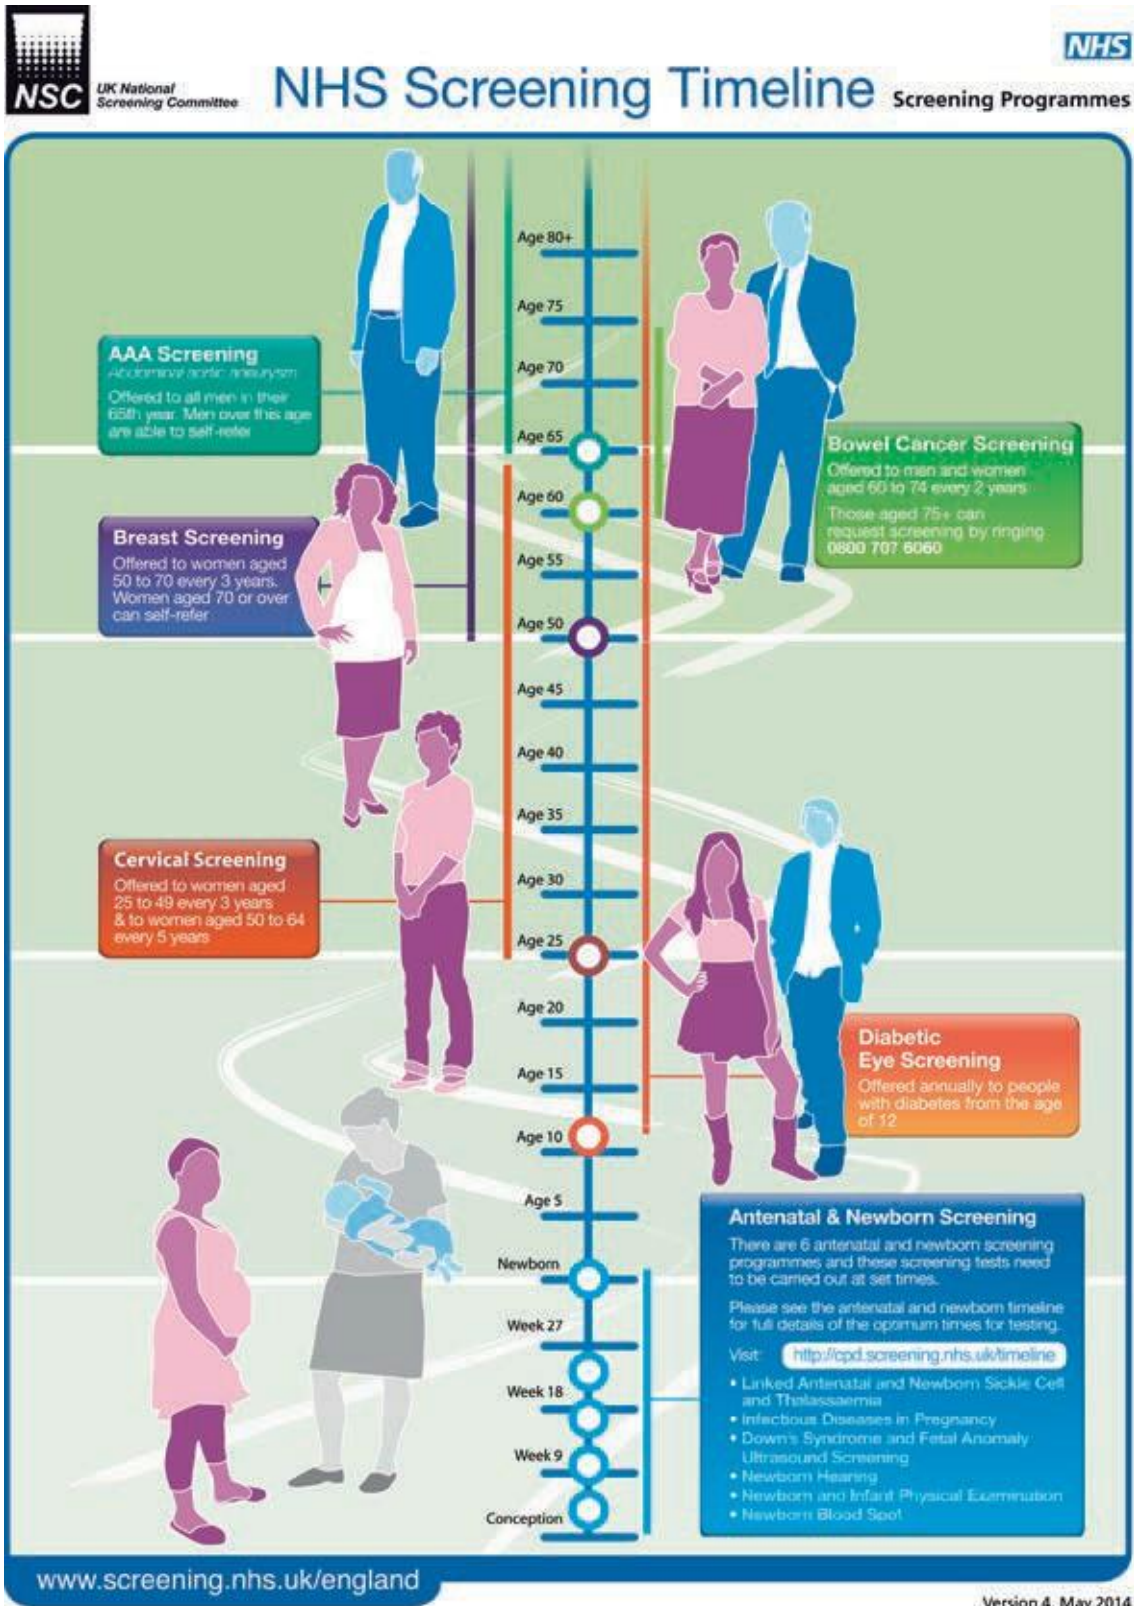 NSC
UK National
Screening Committee
NHS Screening Timeline
NHS
Screening Programmes
Age 80+
Age 75
Age 70
Age 65
Age 60
Age 55
Age 50
Age 45
Age 40
Age 35
Age 30
Age 25
Age 20
Age 15
Age 10
Age 5
Newborn
Week 27
Week 18
Week 9
Conception
AAA Screening
Abdominal aortic aneurysm
Offered to all men in their
65th year. Men over this age
are able to self-refer
Bowel Cancer Screening
Offered to men and women
aged 60 to 74 every 2 years
Those aged 75+ can
request screening by ringing
0800 707 6060
Breast Screening
Offered to women aged
50 to 70 every 3 years.
Women aged 70 or over
can self-refer
Cervical Screening
Offered to women aged
25 to 49 every 3 years
& to women aged 50 to 64
every 5 years
Diabetic
Eye Screening
Offered annually to people
with diabetes from the age
of 12
Antenatal & Newborn Screening
There are 6 antenatal and newborn screening
programmes and these screening tests need
to be carried out at set times.
Please see the antenatal and newborn timeline
for full details of the optimum times for testing.
Visit: http://cpd.screening.nhs.uk/timeline
• Linked Antenatal and Newborn Sickle Cell
and Thalassaemia
• Infectious Diseases in Pregnancy
• Down's Syndrome and Fetal Anomaly
Ultrasound Screening
• Newborn Hearing
• Newborn and Infant Physical Examination
• Newborn Blood Spot
www.screening.nhs.uk/england
Version 4, May 2014